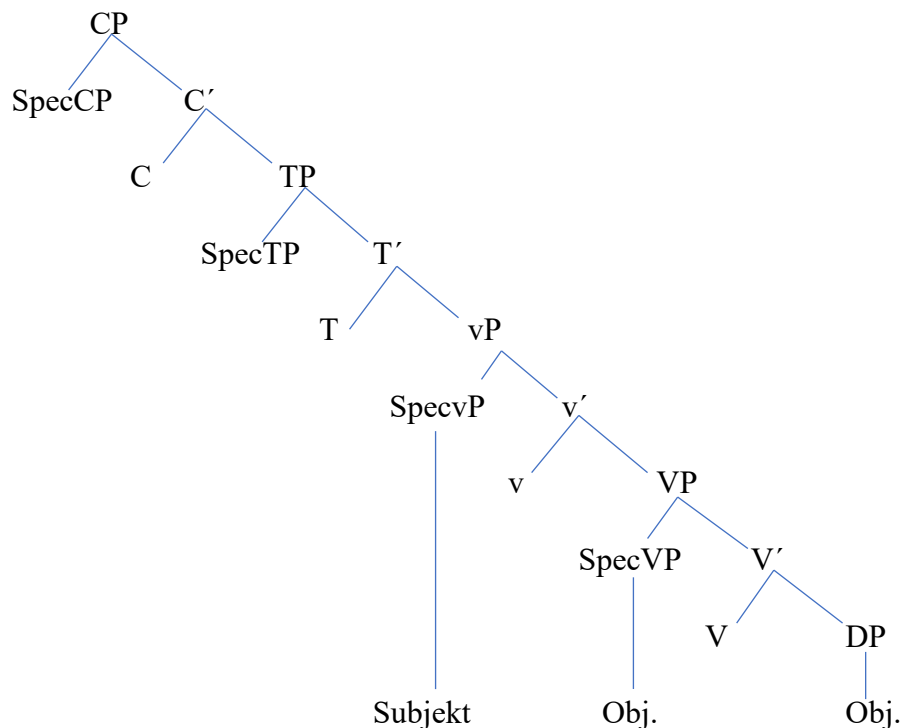 CP
SpecCP C´
C TP
SpecTP T´
T vP
SpecvP v´
v VP
SpecVP V´
V DP
Subjekt Obj. Obj.